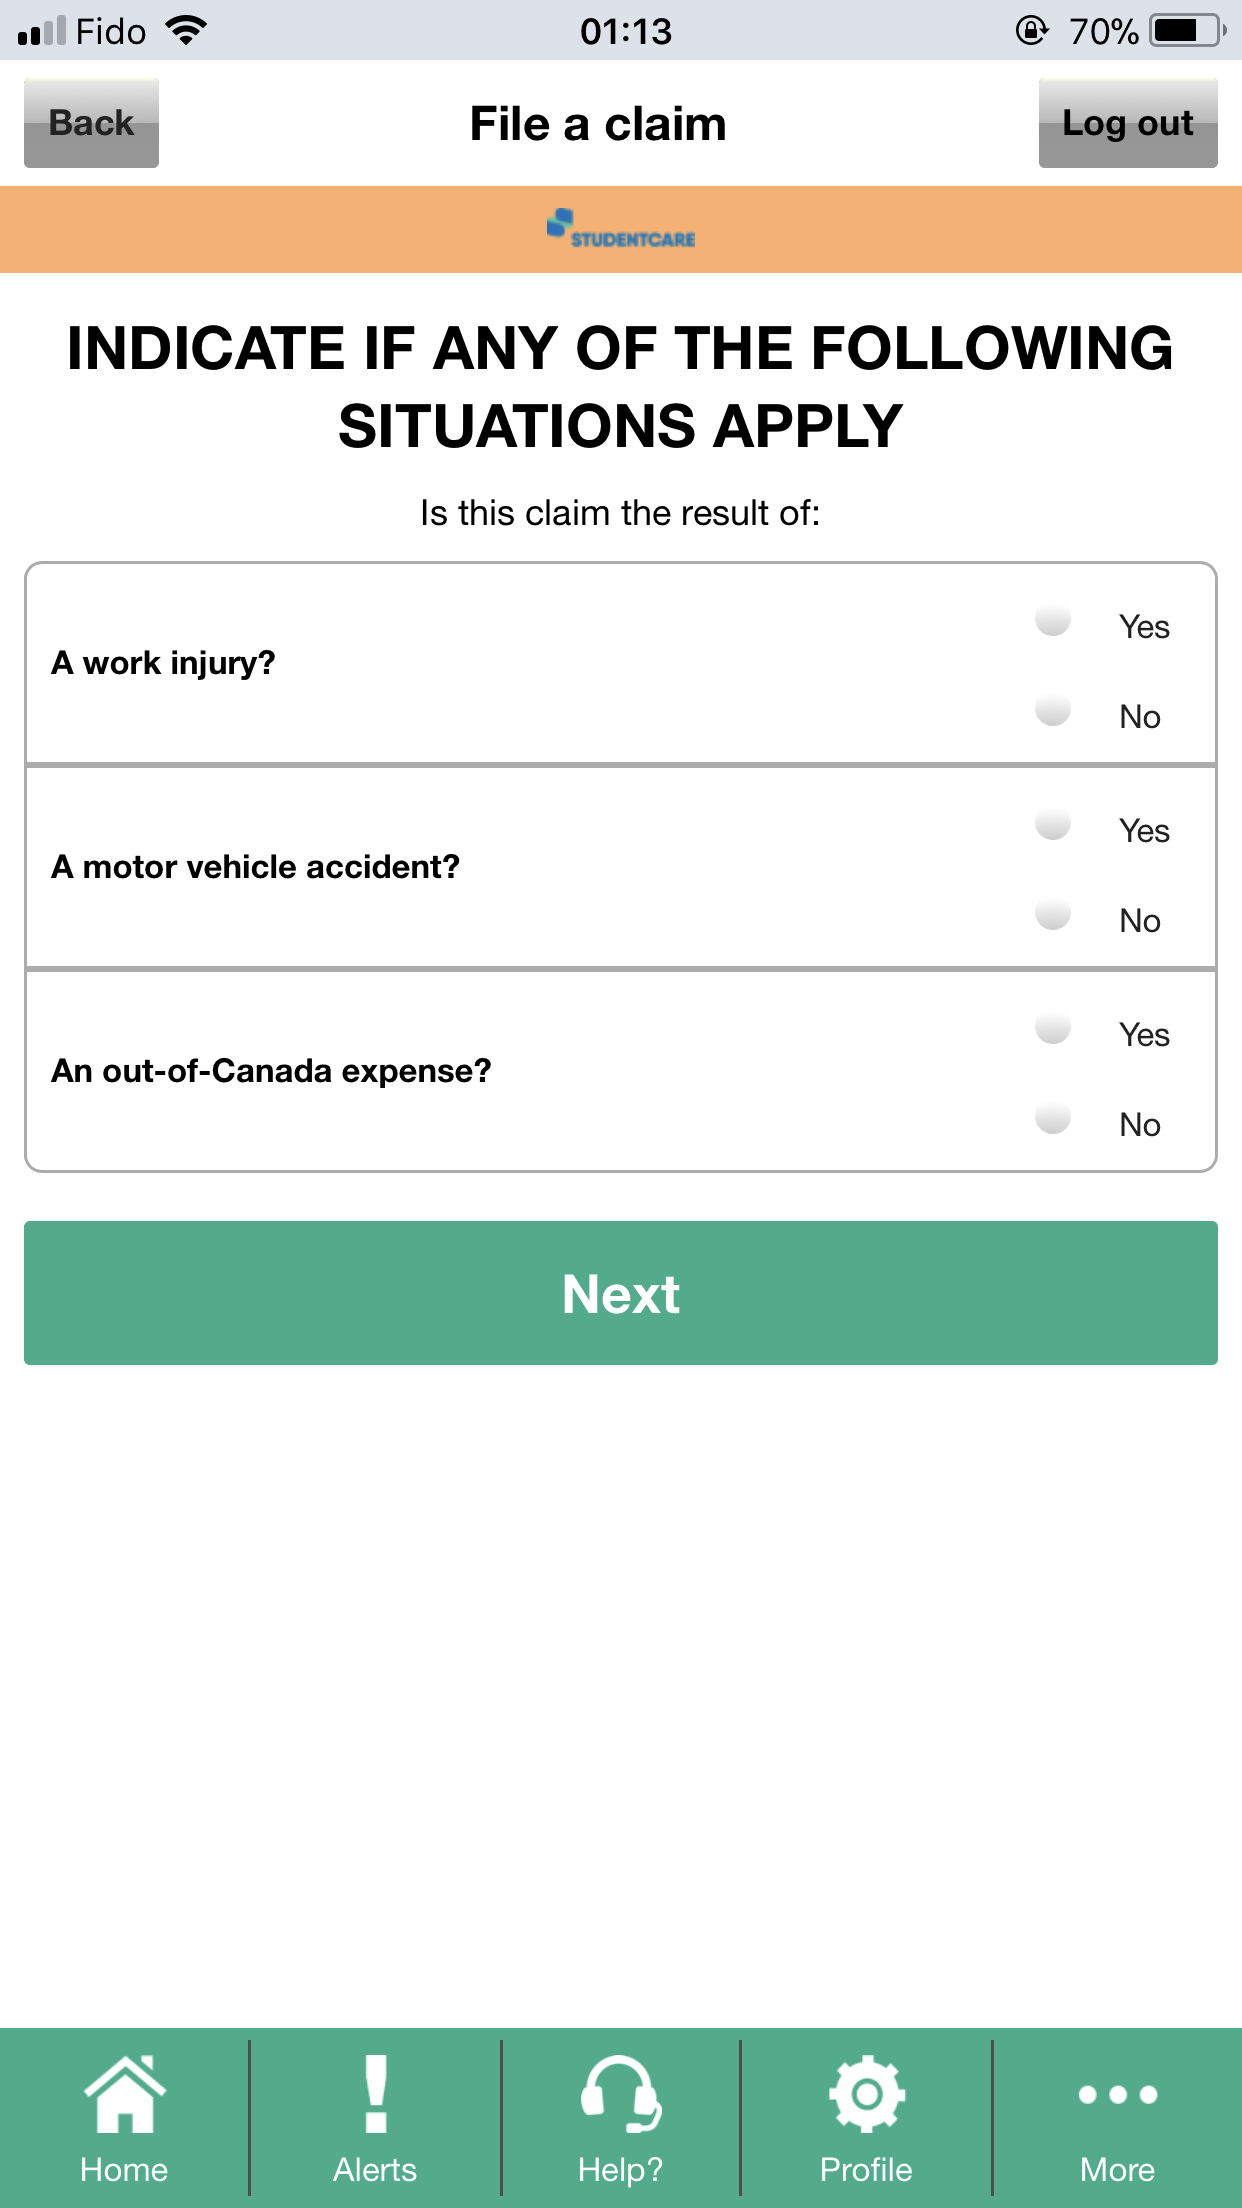 Fido 01:13 70%
Back File a claim Log out
STUDENTCARE
INDICATE IF ANY OF THE FOLLOWING
SITUATIONS APPLY
Is this claim the result of:
A work injury?
Yes
No
A motor vehicle accident?
Yes
No
An out-of-Canada expense?
Yes
No
Next
Home Alerts Help? Profile More